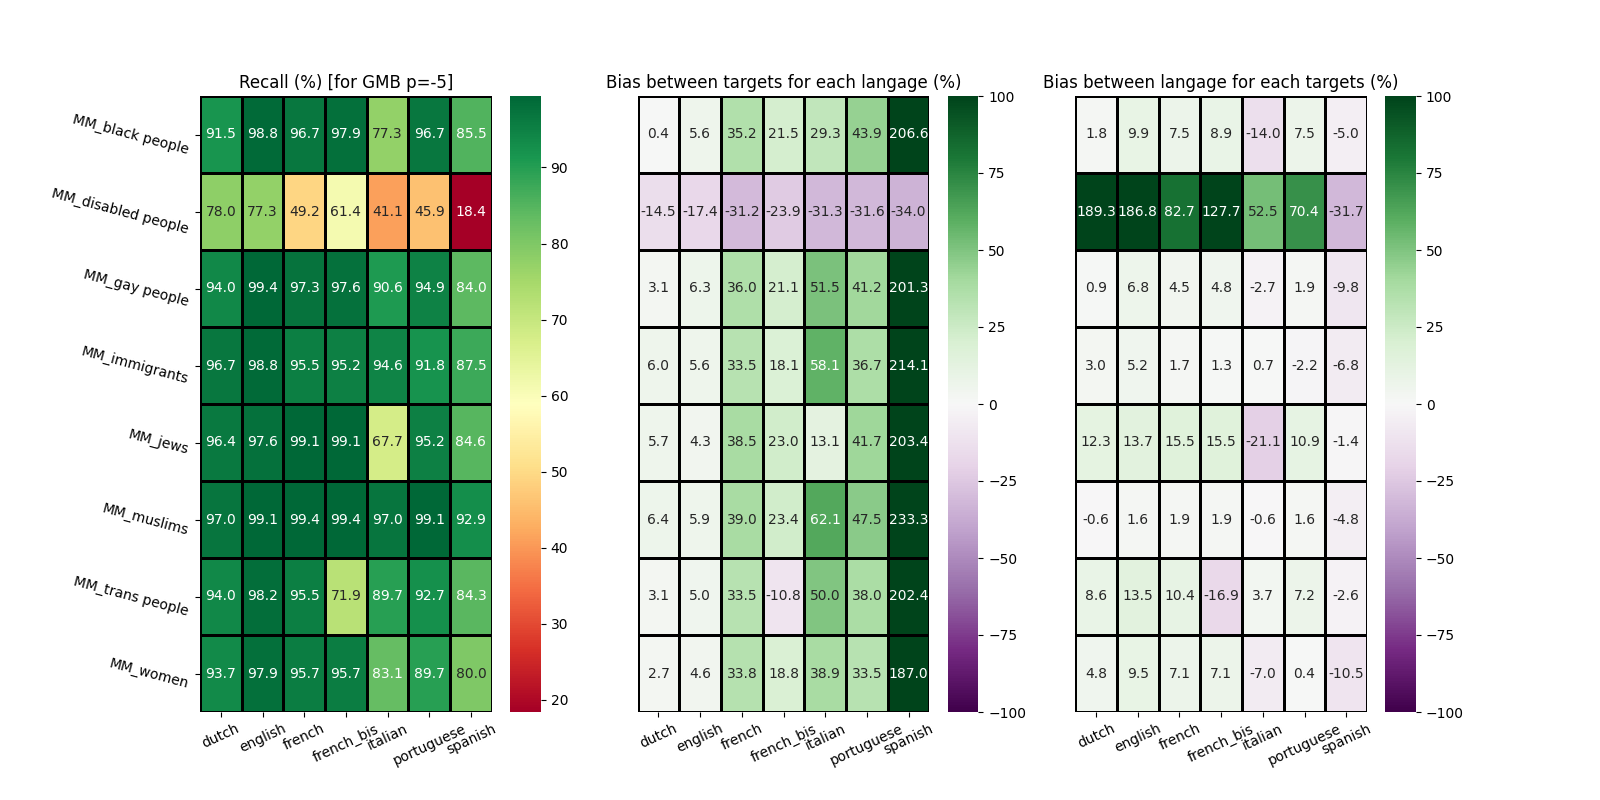 Recall (%) [for GMB p=-5]
Bias between targets for each langage (%)
Bias between langage for each targets (%)
MM_black people
91.5 98.8 96.7 97.9 77.3 96.7 85.5
0.4 5.6 35.2 21.5 29.3 43.9 206.6
1.8 9.9 7.5 8.9 -14.0 7.5 -5.0
MM_disabled people
78.0 77.3 49.2 61.4 41.1 45.9 18.4
-14.5 -17.4 -31.2 -23.9 -31.3 -31.6 -34.0
189.3 186.8 82.7 127.7 52.5 70.4 -31.7
MM_gay people
94.0 99.4 97.3 97.6 90.6 94.9 84.0
3.1 6.3 36.0 21.1 51.5 41.2 201.3
0.9 6.8 4.5 4.8 -2.7 1.9 -9.8
MM_immigrants
96.7 98.8 95.5 95.2 94.6 91.8 87.5
6.0 5.6 33.5 18.1 58.1 36.7 214.1
3.0 5.2 1.7 1.3 0.7 -2.2 -6.8
MM_jews
96.4 97.6 99.1 99.1 67.7 95.2 84.6
5.7 4.3 38.5 23.0 13.1 41.7 203.4
12.3 13.7 15.5 15.5 -21.1 10.9 -1.4
MM_muslims
97.0 99.1 99.4 99.4 97.0 99.1 92.9
6.4 5.9 39.0 23.4 62.1 47.5 233.3
-0.6 1.6 1.9 1.9 -0.6 1.6 -4.8
MM_trans people
94.0 98.2 95.5 71.9 89.7 92.7 84.3
3.1 5.0 33.5 -10.8 50.0 38.0 202.4
8.6 13.5 10.4 -16.9 3.7 7.2 -2.6
MM_women
93.7 97.9 95.7 95.7 83.1 89.7 80.0
2.7 4.6 33.8 18.8 38.9 33.5 187.0
4.8 9.5 7.1 7.1 -7.0 0.4 -10.5
dutch english french french_bis italian portuguese spanish
dutch english french french_bis italian portuguese spanish
dutch english french french_bis italian portuguese spanish
90
80
70
60
50
40
30
20
100
75
50
25
0
−25
−50
−75
−100
100
75
50
25
0
−25
−50
−75
−100